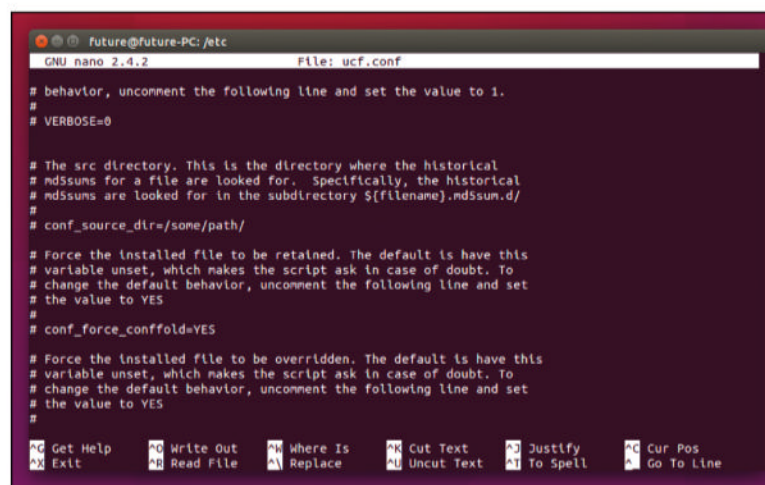 future@future-PC: /etc
GNU nano 2.4.2 File: ucf.conf
# behavior, uncomment the following line and set the value to 1.
#
# VERBOSE=0
# The src directory. This is the directory where the historical
# md5sums for a file are looked for.  Specifically, the historical
# md5sums are looked for in the subdirectory ${filename}.md5sum.d/
#
# conf_source_dir=/some/path/
# Force the installed file to be retained. The default is have this
# variable unset, which makes the script ask in case of doubt. To
# change the default behavior, uncomment the following line and set
# the value to YES
#
# conf_force_conffold=YES
# Force the installed file to be overridden. The default is have this
# variable unset, which makes the script ask in case of doubt. To
# change the default behavior, uncomment the following line and set
# the value to YES
#
^G Get Help ^O Write Out ^W Where Is ^K Cut Text ^J Justify ^C Cur Pos
^X Exit ^R Read File ^\ Replace ^U Uncut Text ^T To Spell ^_ Go To Line